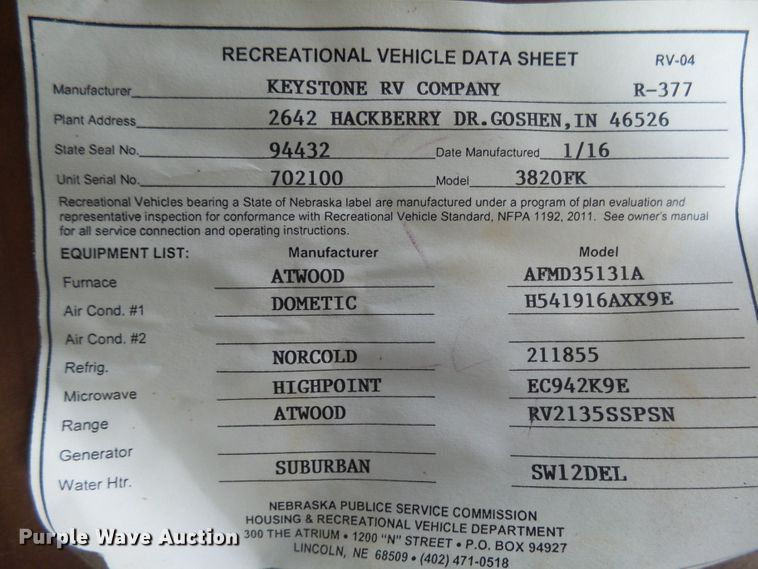 RECREATIONAL VEHICLE DATA SHEET RV-04
Manufacturer KEYSTONE RV COMPANY R-377
Plant Address 2642 HACKBERRY DR.GOSHEN,IN 46526
State Seal No. 94432 Date Manufactured 1/16
Unit Serial No. 702100 Model 3820FK
Recreational Vehicles bearing a State of Nebraska label are manufactured under a program of plan evaluation and
representative inspection for conformance with Recreational Vehicle Standard, NFPA 1192, 2011. See owner's manual
for all service connection and operating instructions.
EQUIPMENT LIST: Manufacturer Model
Furnace ATWOOD AFMD35131A
Air Cond. #1 DOMETIC H541916AXX9E
Air Cond. #2
Refrig. NORCOLD 211855
Microwave HIGHPOINT EC942K9E
Range ATWOOD RV2135SSPSN
Generator
Water Htr. SUBURBAN SW12DEL
NEBRASKA PUBLICE SERVICE COMMISSION
HOUSING & RECREATIONAL VEHICLE DEPARTMENT
300 THE ATRIUM • 1200 "N" STREET • P.O. BOX 94927
LINCOLN, NE 68509 • (402) 471-0518
Purple Wave Auction